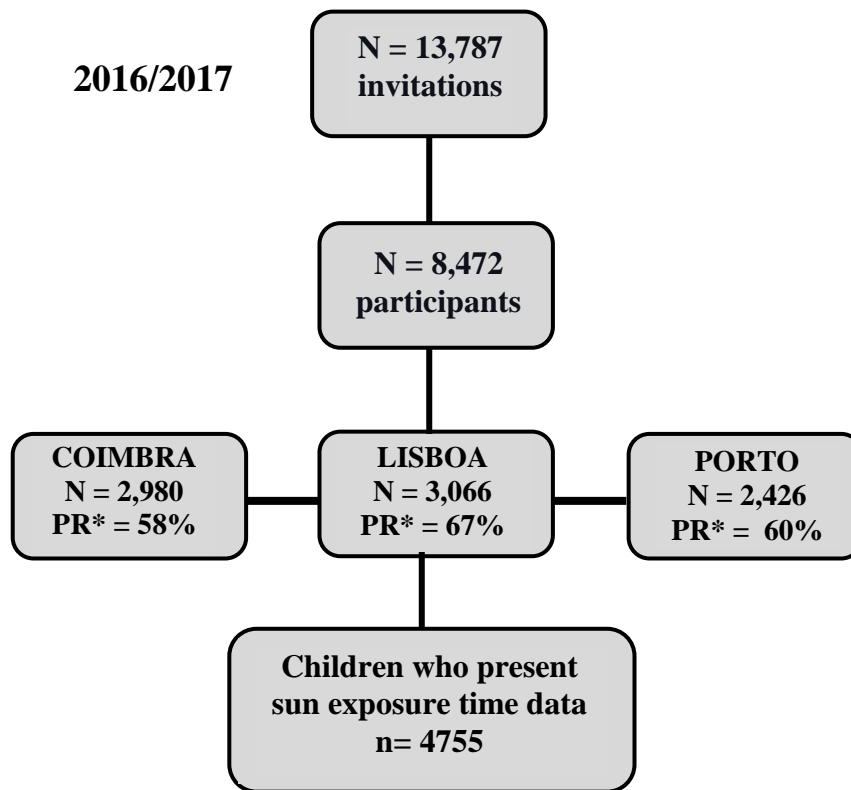 2016/2017
N = 13,787
invitations
N = 8,472
participants
COIMBRA
N = 2,980
PR* = 58%
LISBOA
N = 3,066
PR* = 67%
PORTO
N = 2,426
PR* = 60%
Children who present
sun exposure time data
n= 4755